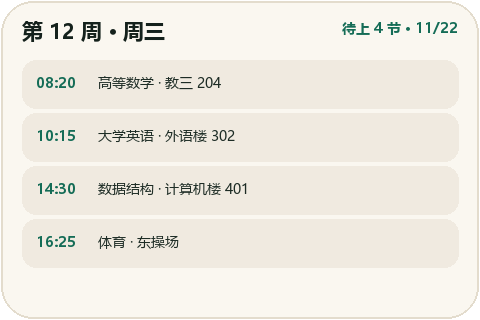 第 12 周 • 周三
待上 4 节 • 11/22
08:20 高等数学 · 教三 204
10:15 大学英语 · 外语楼 302
14:30 数据结构 · 计算机楼 401
16:25 体育 · 东操场